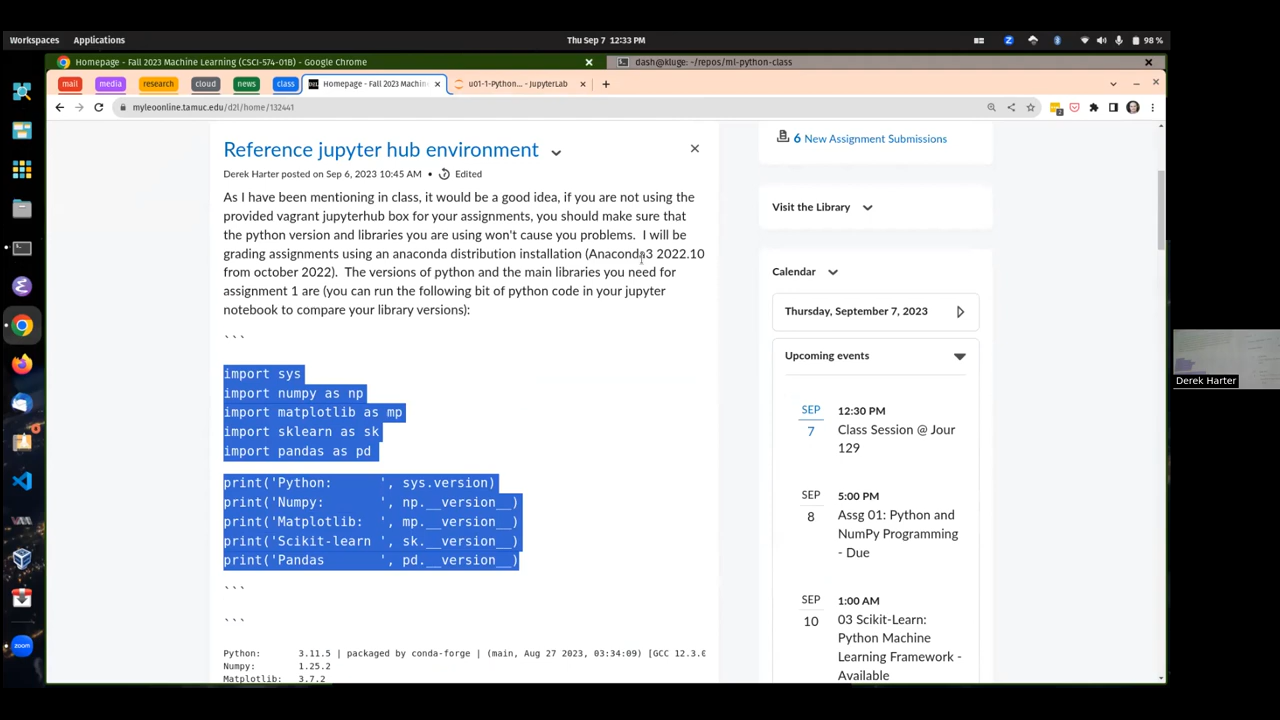 Workspaces
Applications
Thu Sep 7 12:33 PM
98 %
Homepage - Fall 2023 Machine Learning (CSCI-574-01B) - Google Chrome
dash@kluge: ~/repos/ml-python-class
mail
media
research
cloud
news
class
Homepage - Fall 2023 Machine
u01-1-Python... - JupyterLab
myleoonline.tamuc.edu/d2l/home/132441
Reference jupyter hub environment
Derek Harter posted on Sep 6, 2023 10:45 AM • Edited
As I have been mentioning in class, it would be a good idea, if you are not using the
provided vagrant jupyterhub box for your assignments, you should make sure that
the python version and libraries you are using won't cause you problems. I will be
grading assignments using an anaconda distribution installation (Anaconda3 2022.10
from october 2022). The versions of python and the main libraries you need for
assignment 1 are (you can run the following bit of python code in your jupyter
notebook to compare your library versions):
```
import sys
import numpy as np
import matplotlib as mp
import sklearn as sk
import pandas as pd
print('Python:      ', sys.version)
print('Numpy:       ', np.__version__)
print('Matplotlib:  ', mp.__version__)
print('Scikit-learn ', sk.__version__)
print('Pandas       ', pd.__version__)
```
```
Python: 3.11.5 | packaged by conda-forge | (main, Aug 27 2023, 03:34:09) [GCC 12.3.0
Numpy: 1.25.2
Matplotlib: 3.7.2
6 New Assignment Submissions
Visit the Library
Calendar
Thursday, September 7, 2023
Upcoming events
SEP
7
12:30 PM
Class Session @ Jour
129
SEP
8
5:00 PM
Assg 01: Python and
NumPy Programming
- Due
SEP
10
1:00 AM
03 Scikit-Learn:
Python Machine
Learning Framework -
Available
Derek Harter
zoom